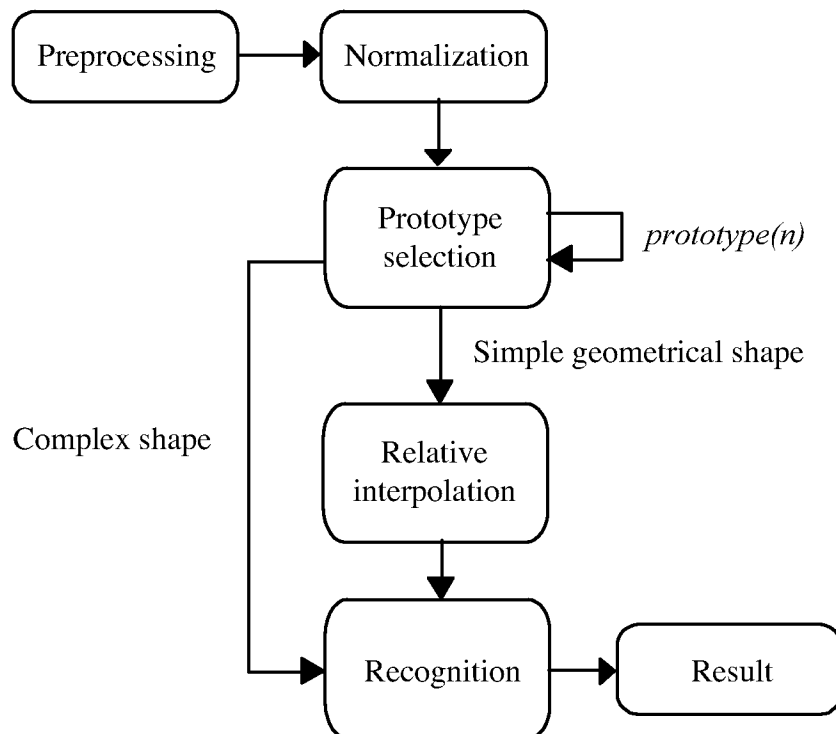 Preprocessing
Normalization
Prototype
selection
prototype(n)
Simple geometrical shape
Complex shape
Relative
interpolation
Recognition
Result